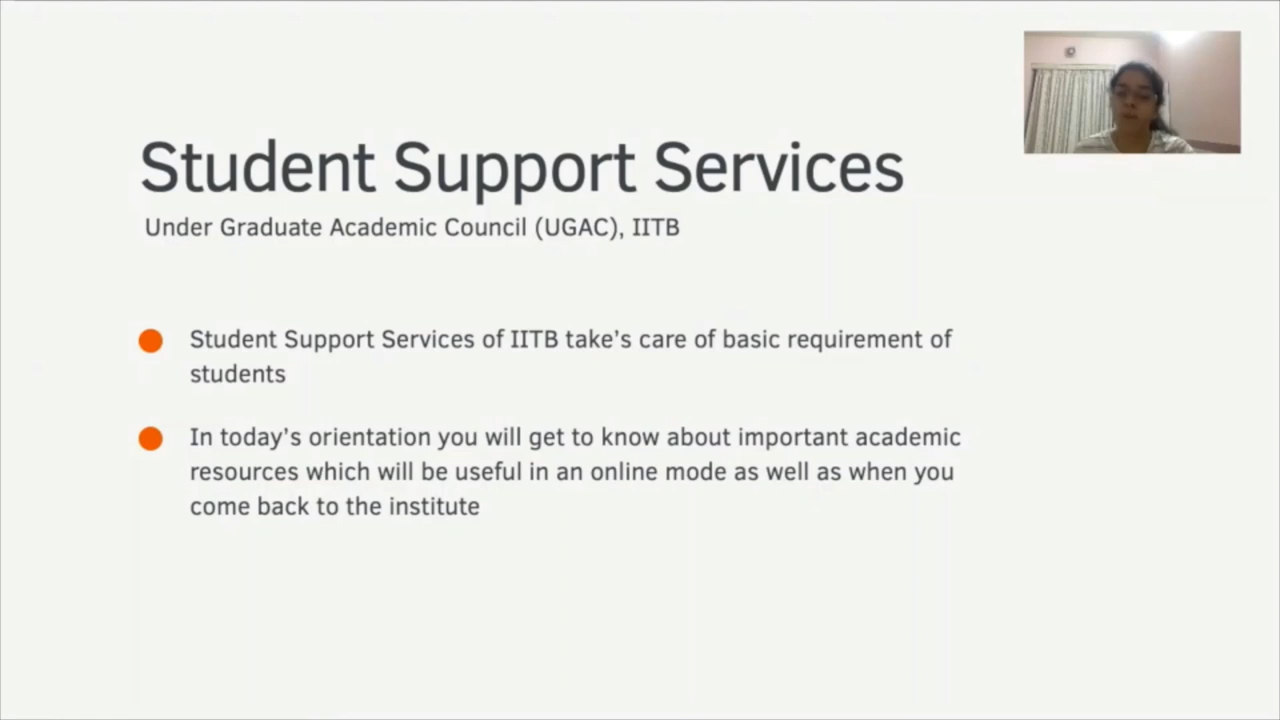 Student Support Services
Under Graduate Academic Council (UGAC), IITB
Student Support Services of IITB take's care of basic requirement of
students
In today's orientation you will get to know about important academic
resources which will be useful in an online mode as well as when you
come back to the institute